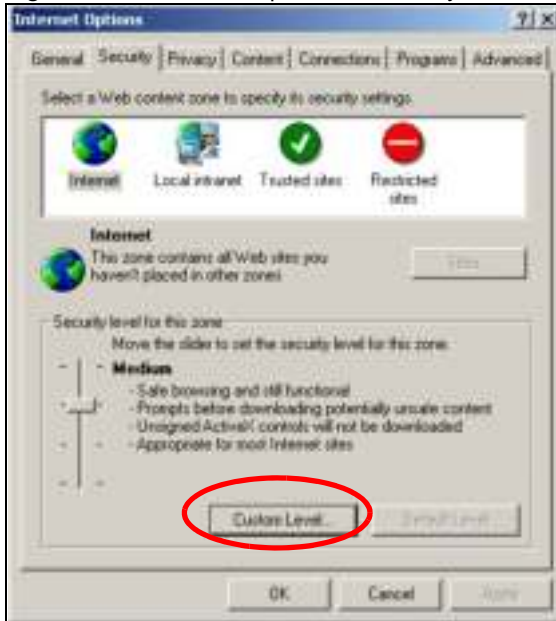 Internet Options
General Security Privacy Content Connections Programs Advanced
Select a Web content zone to specify its security settings.
Internet Local intranet Trusted sites Restricted
sites
Internet
This zone contains all Web sites you
haven't placed in other zones
Sites...
Security level for this zone
Move the slider to set the security level for this zone.
Medium
- Safe browsing and still functional
- Prompts before downloading potentially unsafe content
- Unsigned ActiveX controls will not be downloaded
- Appropriate for most Internet sites
Custom Level... Default Level
OK Cancel Apply